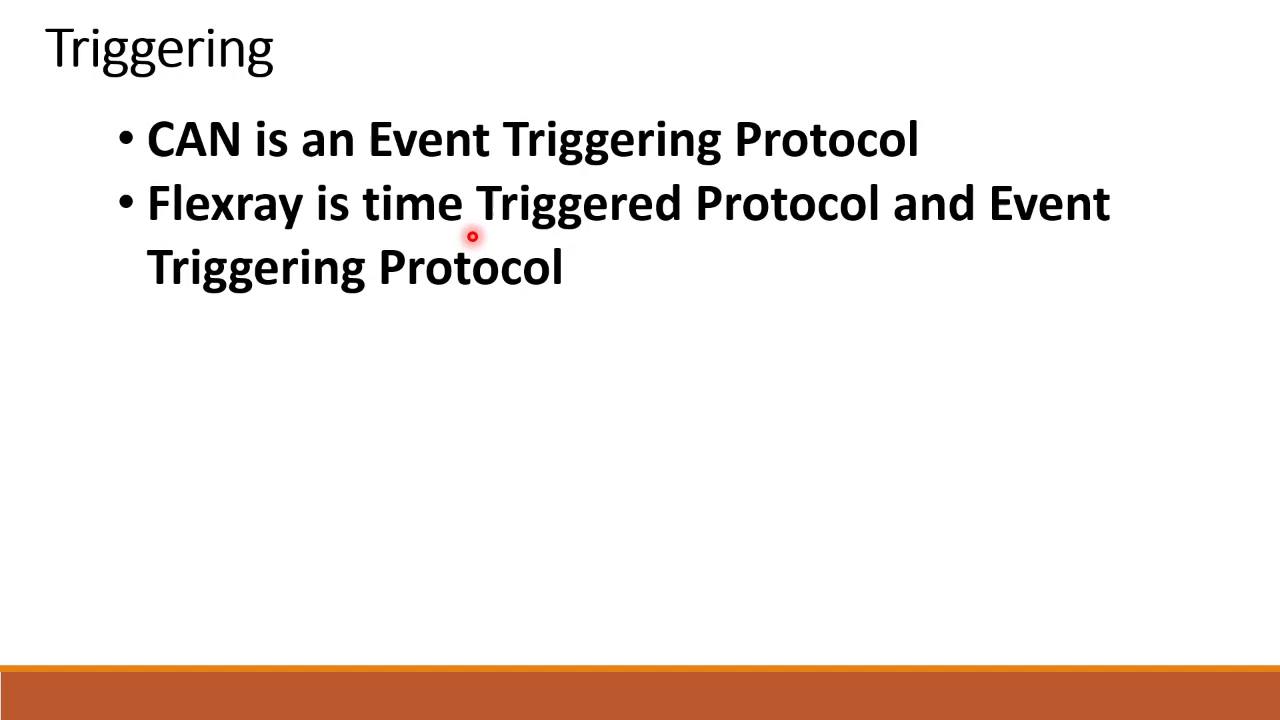 Triggering
• CAN is an Event Triggering Protocol
• Flexray is time Triggered Protocol and Event
Triggering Protocol